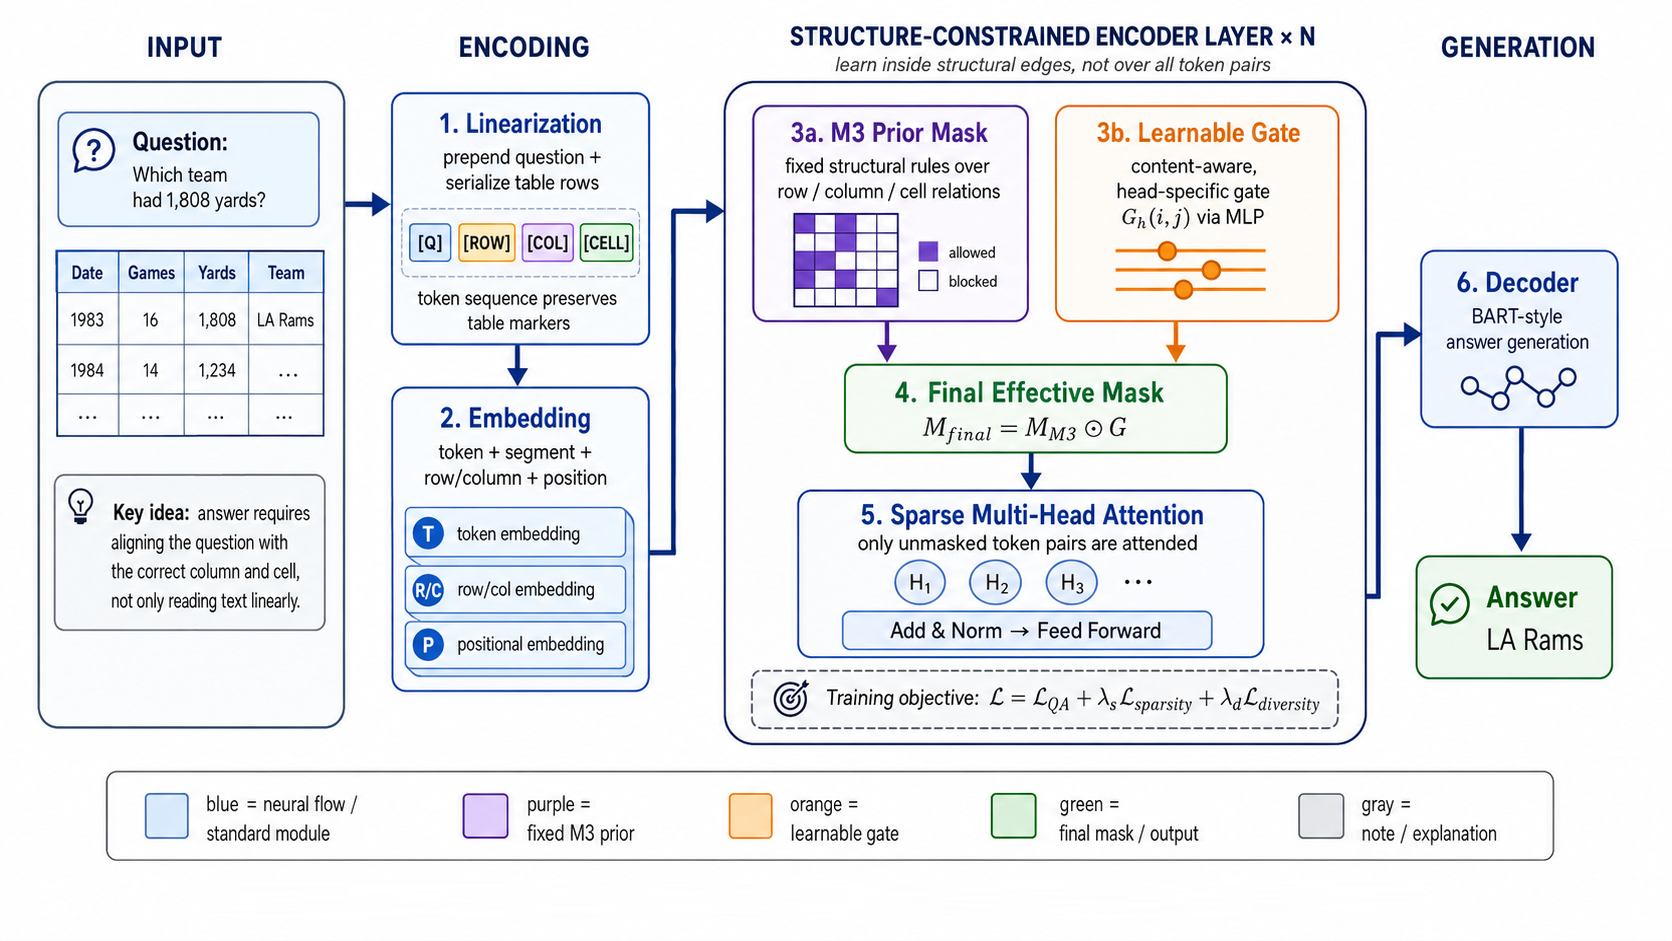 INPUT
Question:
Which team
had 1,808 yards?
Date Games Yards Team
1983 16 1,808 LA Rams
1984 14 1,234 ...
... ... ... ...
Key idea: answer requires
aligning the question with
the correct column and cell,
not only reading text linearly.
ENCODING
1. Linearization
prepend question +
serialize table rows
[Q] [ROW] [COL] [CELL]
token sequence preserves
table markers
2. Embedding
token + segment +
row/column + position
T token embedding
R/C row/col embedding
P positional embedding
STRUCTURE-CONSTRAINED ENCODER LAYER × N
learn inside structural edges, not over all token pairs
3a. M3 Prior Mask
fixed structural rules over
row / column / cell relations
allowed
blocked
3b. Learnable Gate
content-aware,
head-specific gate
G_h(i, j) via MLP
4. Final Effective Mask
M_final = M_M3 ⊙ G
5. Sparse Multi-Head Attention
only unmasked token pairs are attended
H₁ H₂ H₃ ...
Add & Norm → Feed Forward
Training objective: ℒ = ℒ_QA + λ_s ℒ_sparsity + λ_d ℒ_diversity
GENERATION
6. Decoder
BART-style
answer generation
Answer
LA Rams
blue = neural flow /
standard module
purple =
fixed M3 prior
orange =
learnable gate
green =
final mask / output
gray =
note / explanation